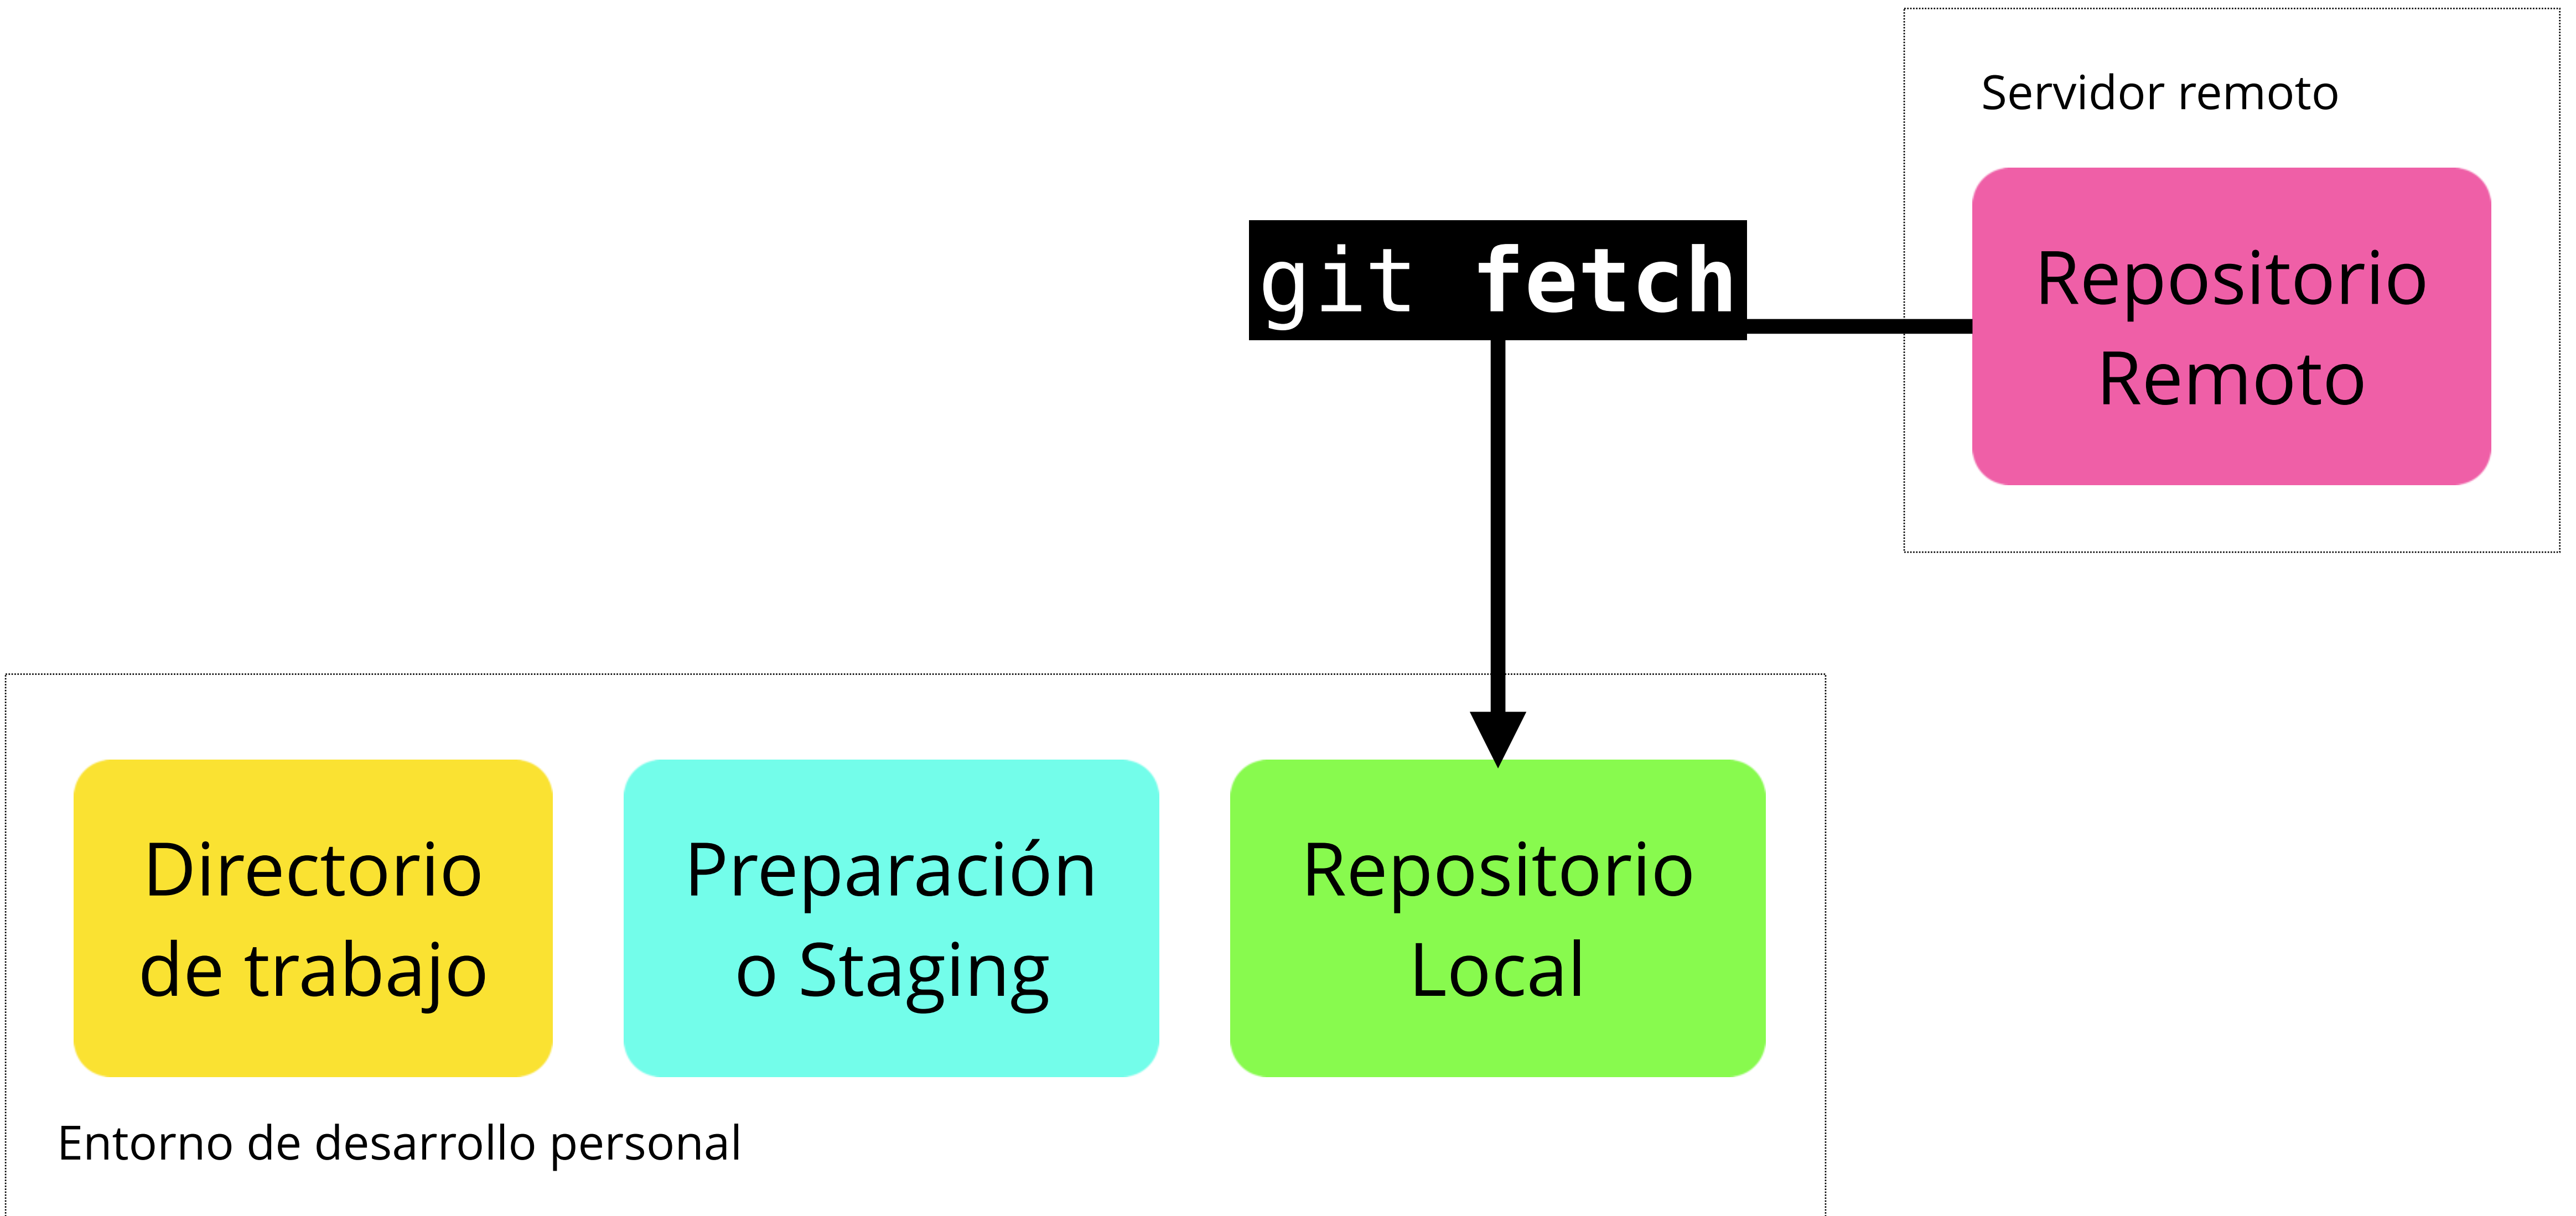 Servidor remoto
git fetch
Repositorio
Remoto
Directorio
de trabajo
Preparación
o Staging
Repositorio
Local
Entorno de desarrollo personal